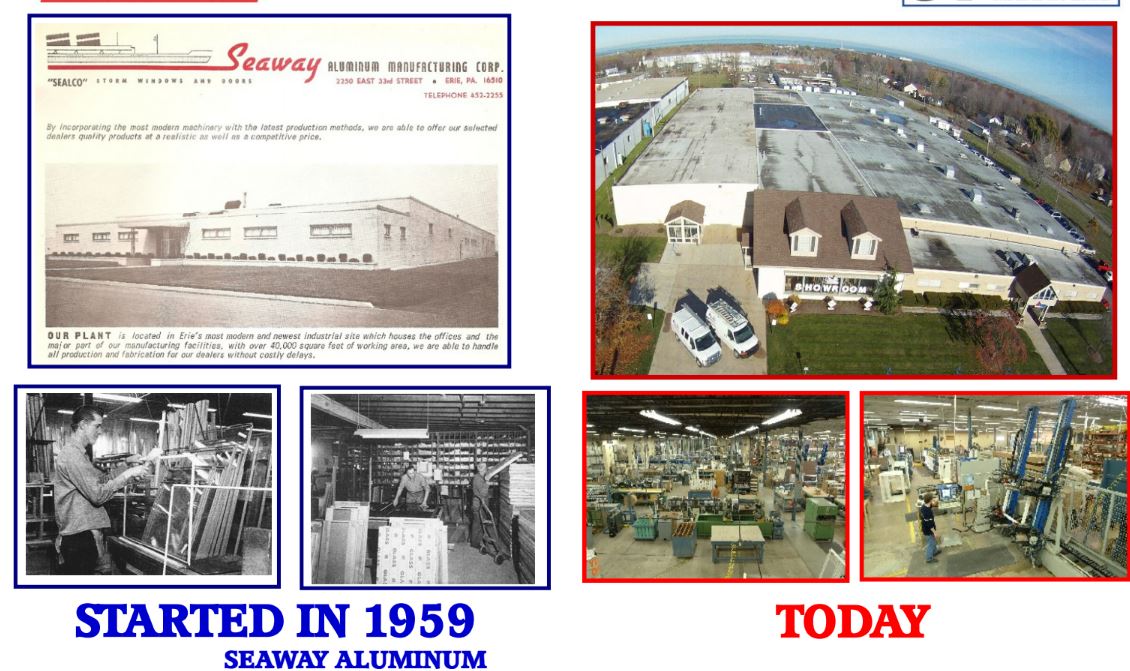 Seaway ALUMINUM MANUFACTURING CORP.
"SEALCO" STORM WINDOWS AND DOORS
2250 EAST 33rd STREET • ERIE, PA. 16510
TELEPHONE 452-2255
By incorporating the most modern machinery with the latest production methods, we are able to offer our selected
dealers quality products at a realistic as well as a competitive price.
OUR PLANT is located in Erie's most modern and newest industrial site which houses the offices and the
major part of our manufacturing facilities, with over 40,000 square feet of working area, we are able to handle
all production and fabrication for our dealers without costly delays.
SHOWROOM
GLASS
STARTED IN 1959
SEAWAY ALUMINUM
TODAY